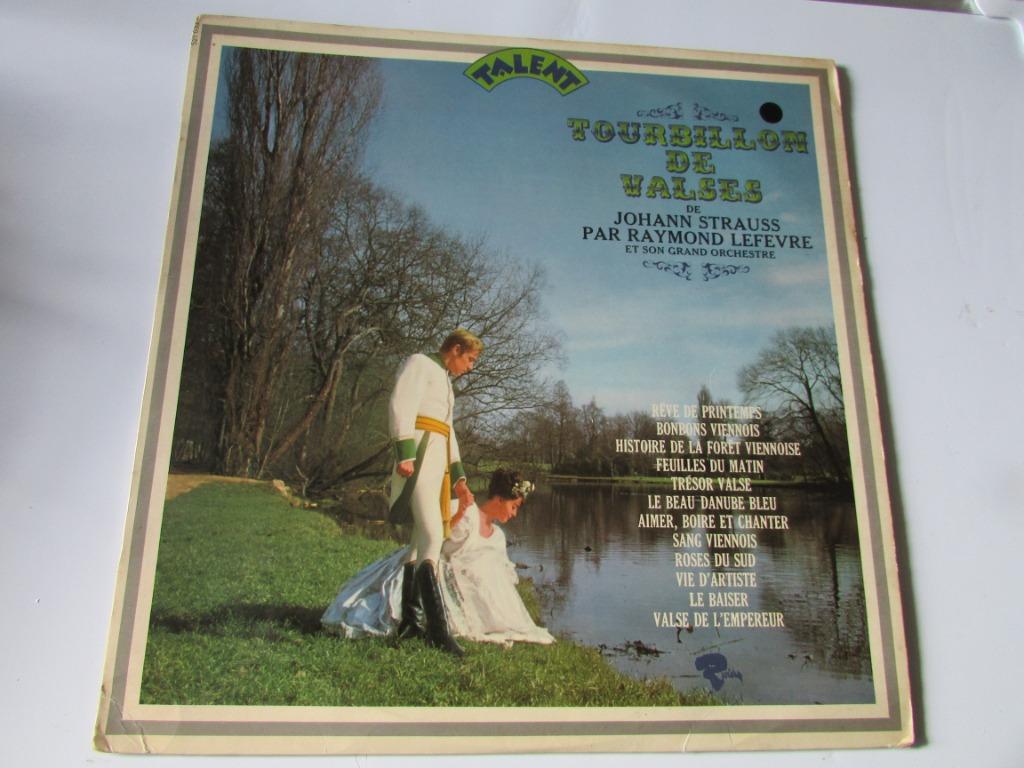 TALENT
TOURBILLON
DE
VALSES
DE
JOHANN STRAUSS
PAR RAYMOND LEFEVRE
ET SON GRAND ORCHESTRE
RÊVE DE PRINTEMPS
BONBONS VIENNOIS
HISTOIRE DE LA FORÊT VIENNOISE
FEUILLES DU MATIN
TRÉSOR VALSE
LE BEAU DANUBE BLEU
AIMER, BOIRE ET CHANTER
SANG VIENNOIS
ROSES DU SUD
VIE D'ARTISTE
LE BAISER
VALSE DE L'EMPEREUR
Riviera